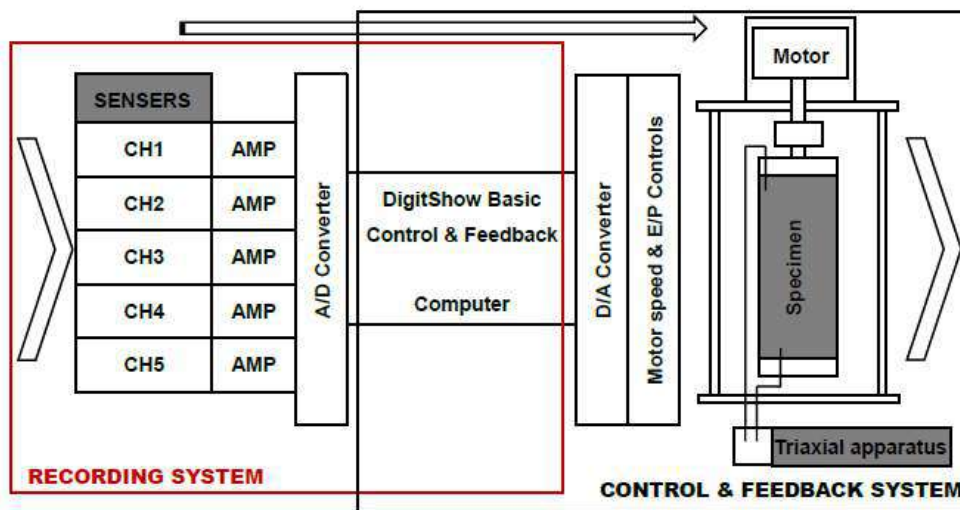 Motor
SENSERS
CH1 AMP
CH2 AMP
CH3 AMP
CH4 AMP
CH5 AMP
A/D Converter
DigitShow Basic
Control & Feedback
Computer
D/A Converter
Motor speed & E/P Controls
Specimen
Triaxial apparatus
RECORDING SYSTEM
CONTROL & FEEDBACK SYSTEM